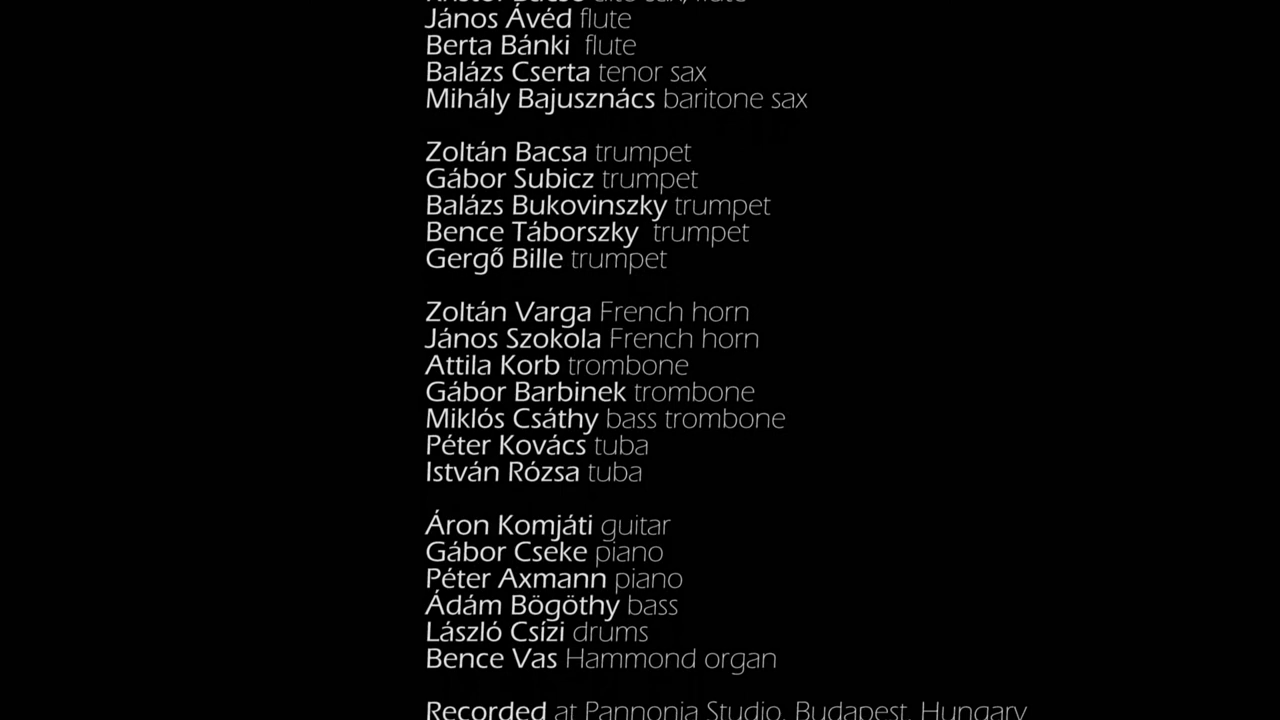 János Ávéd flute
Berta Bánki flute
Balázs Cserta tenor sax
Mihály Bajusznács baritone sax
Zoltán Bacsa trumpet
Gábor Subicz trumpet
Balázs Bukovinszky trumpet
Bence Táborszky trumpet
Gergő Bille trumpet
Zoltán Varga French horn
János Szokola French horn
Attila Korb trombone
Gábor Barbinek trombone
Miklós Csáthy bass trombone
Péter Kovács tuba
István Rózsa tuba
Áron Komjáti guitar
Gábor Cseke piano
Péter Axmann piano
Ádám Bögöthy bass
László Csízi drums
Bence Vas Hammond organ
Recorded at Pannonia Studio, Budapest, Hungary